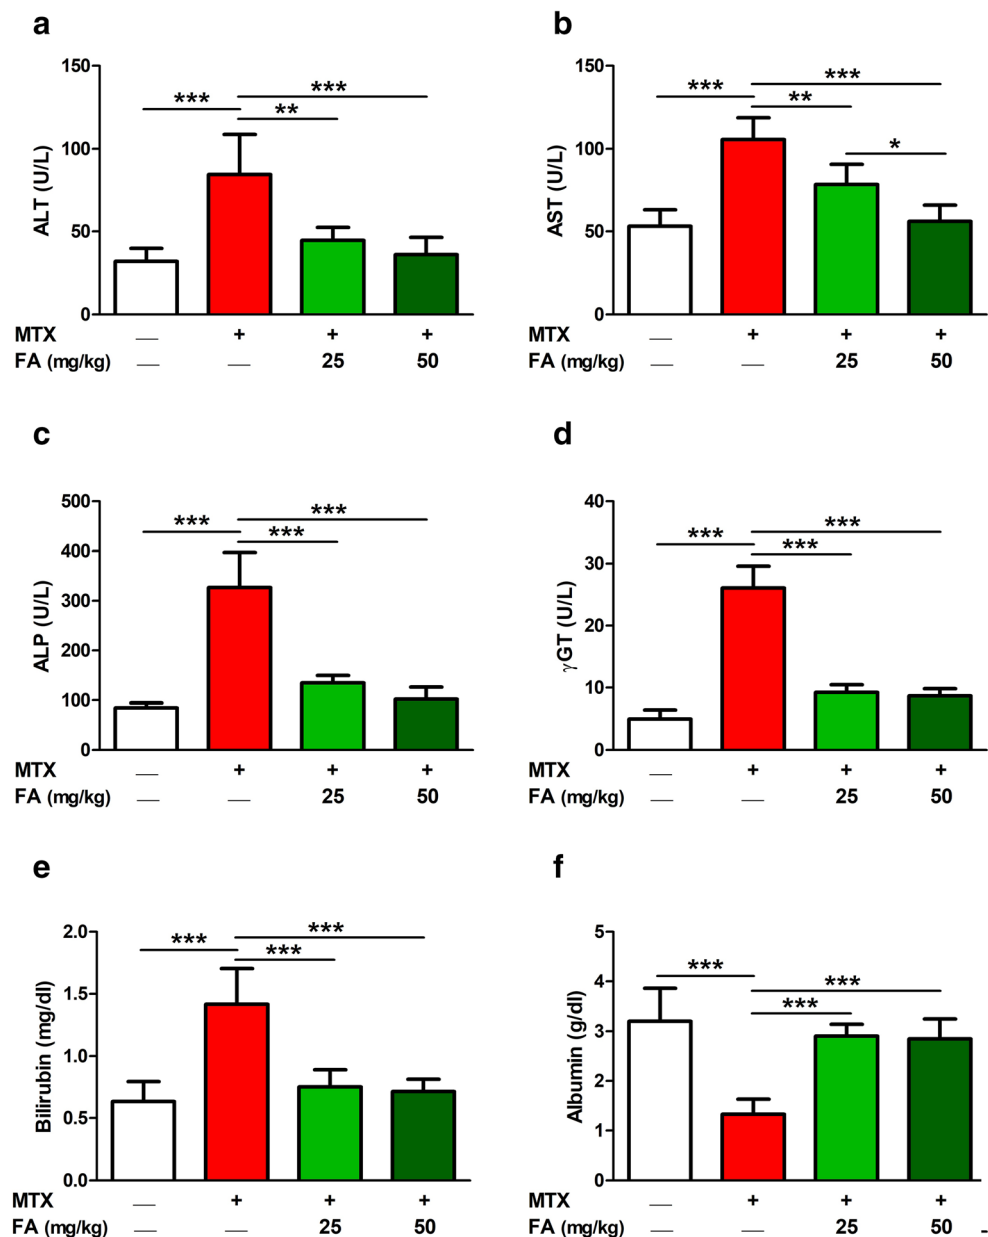 a
b
150
100
50
0
ALT (U/L)
***
***
**
MTX — + + +
FA (mg/kg) — — 25 50
150
100
50
0
AST (U/L)
***
***
**
*
MTX — + + +
FA (mg/kg) — — 25 50
c
d
500
400
300
200
100
0
ALP (U/L)
***
***
***
MTX — + + +
FA (mg/kg) — — 25 50
40
30
20
10
0
γGT (U/L)
***
***
***
MTX — + + +
FA (mg/kg) — — 25 50
e
f
2.0
1.5
1.0
0.5
0.0
Bilirubin (mg/dl)
***
***
***
MTX — + + +
FA (mg/kg) — — 25 50
5
4
3
2
1
0
Albumin (g/dl)
***
***
***
MTX — + + +
FA (mg/kg) — — 25 50 -